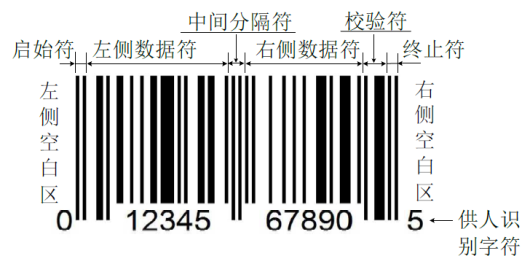 中间分隔符 校验符
启始符 左侧数据符 右侧数据符 终止符
左侧空白区
右侧空白区
0 12345 67890 5 供人识
别字符